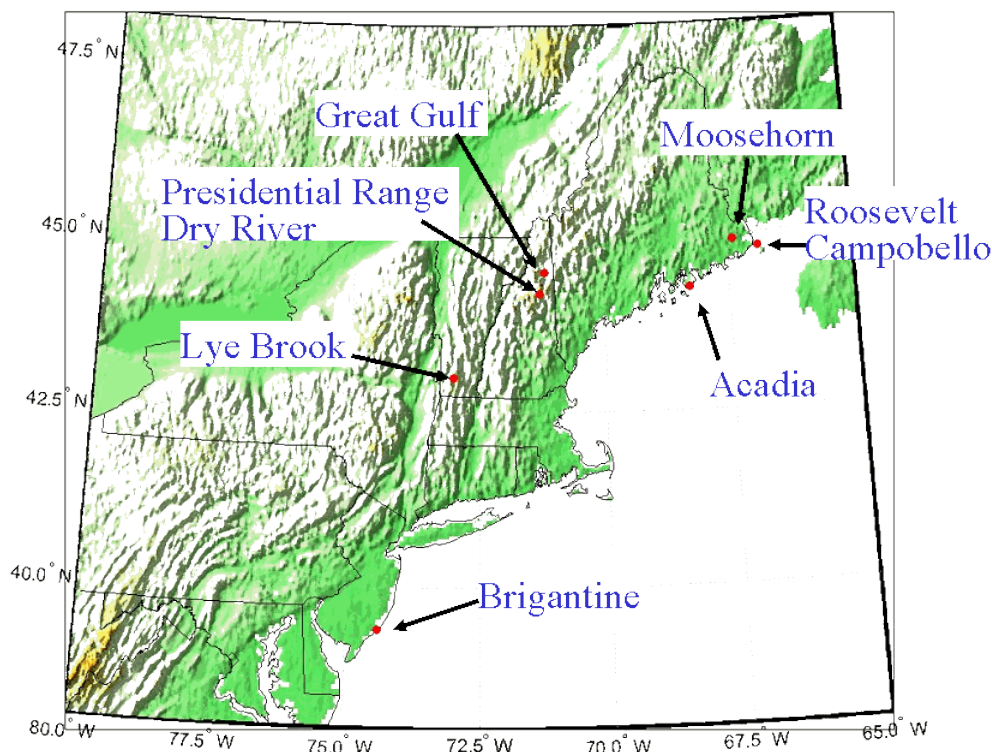 47.5° N
Great Gulf
Moosehorn
Presidential Range
Dry River
45.0° N
Roosevelt
Campobello
Lye Brook
Acadia
42.5° N
40.0° N
Brigantine
80.0° W
77.5° W
75.0° W
72.5° W
70.0° W
67.5° W
65.0° W